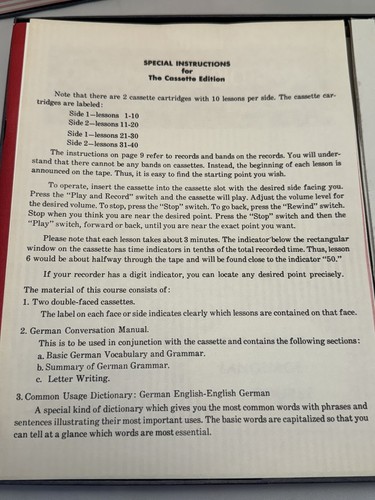 SPECIAL INSTRUCTIONS
for
The Cassette Edition
Note that there are 2 cassette cartridges with 10 lessons per side. The cassette car-
tridges are labeled:
Side 1—lessons 1-10
Side 2—lessons 11-20
Side 1—lessons 21-30
Side 2—lessons 31-40
The instructions on page 9 refer to records and bands on the records. You will under-
stand that there cannot be any bands on cassettes. Instead, the beginning of each lesson is
announced on the tape. Thus, it is easy to find the starting point you wish.
To operate, insert the cassette into the cassette slot with the desired side facing you.
Press the "Play and Record" switch and the cassette will play. Adjust the volume level for
the desired volume. To stop, press the "Stop" switch. To go back, press the "Rewind" switch.
Stop when you think you are near the desired point. Press the "Stop" switch and then the
"Play" switch, forward or back, until you are near the exact point you want.
Please note that each lesson takes about 3 minutes. The indicator below the rectangular
window on the cassette has time indicators in tenths of the total recorded time. Thus, lesson
6 would be about halfway through the tape and will be found close to the indicator "50."
If your recorder has a digit indicator, you can locate any desired point precisely.
The material of this course consists of:
1. Two double-faced cassettes.
The label on each face or side indicates clearly which lessons are contained on that face.
2. German Conversation Manual.
This is to be used in conjunction with the cassette and contains the following sections:
a. Basic German Vocabulary and Grammar.
b. Summary of German Grammar.
c. Letter Writing.
3. Common Usage Dictionary: German English-English German
A special kind of dictionary which gives you the most common words with phrases and
sentences illustrating their most important uses. The basic words are capitalized so that you
can tell at a glance which words are most essential.